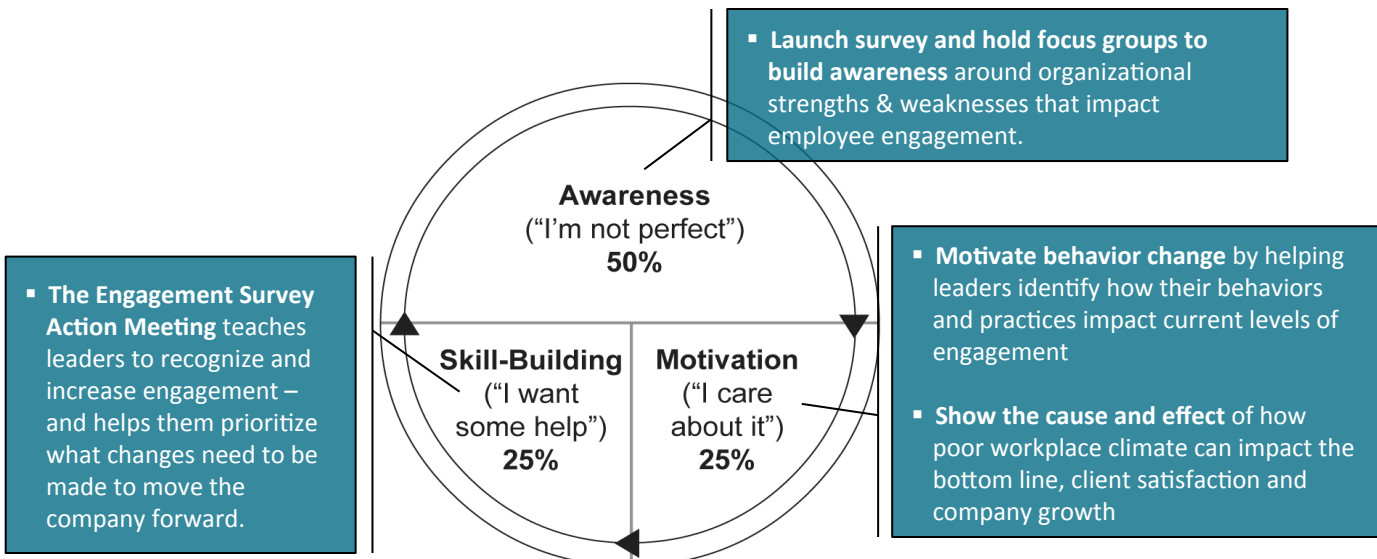 ▪ Launch survey and hold focus groups to
build awareness around organizational
strengths & weaknesses that impact
employee engagement.
Awareness
(“I’m not perfect”)
50%
▪ The Engagement Survey
Action Meeting teaches
leaders to recognize and
increase engagement –
and helps them prioritize
what changes need to be
made to move the
company forward.
Skill-Building
(“I want
some help”)
25%
Motivation
(“I care
about it”)
25%
▪ Motivate behavior change by helping
leaders identify how their behaviors
and practices impact current levels of
engagement
▪ Show the cause and effect of how
poor workplace climate can impact the
bottom line, client satisfaction and
company growth